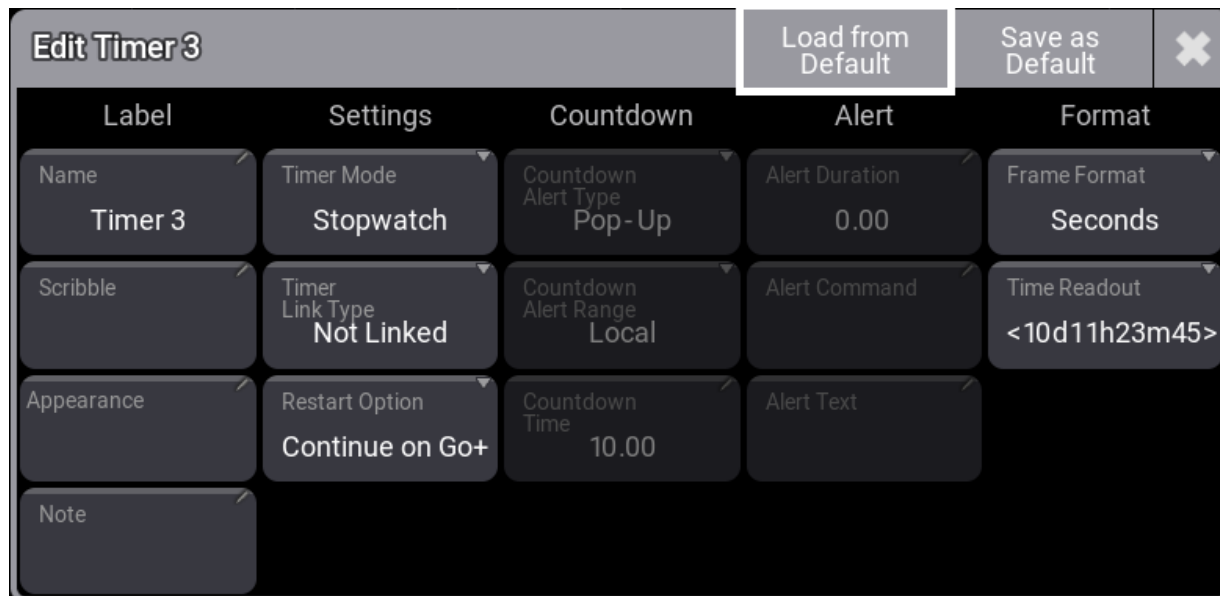 Edit Timer 3
Load from
Default
Save as
Default
Label
Settings
Countdown
Alert
Format
Name
Timer 3
Timer Mode
Stopwatch
Countdown
Alert Type
Pop-Up
Alert Duration
0.00
Frame Format
Seconds
Scribble
Timer
Link Type
Not Linked
Countdown
Alert Range
Local
Alert Command
Time Readout
<10d11h23m45>
Appearance
Restart Option
Continue on Go+
Countdown
Time
10.00
Alert Text
Note